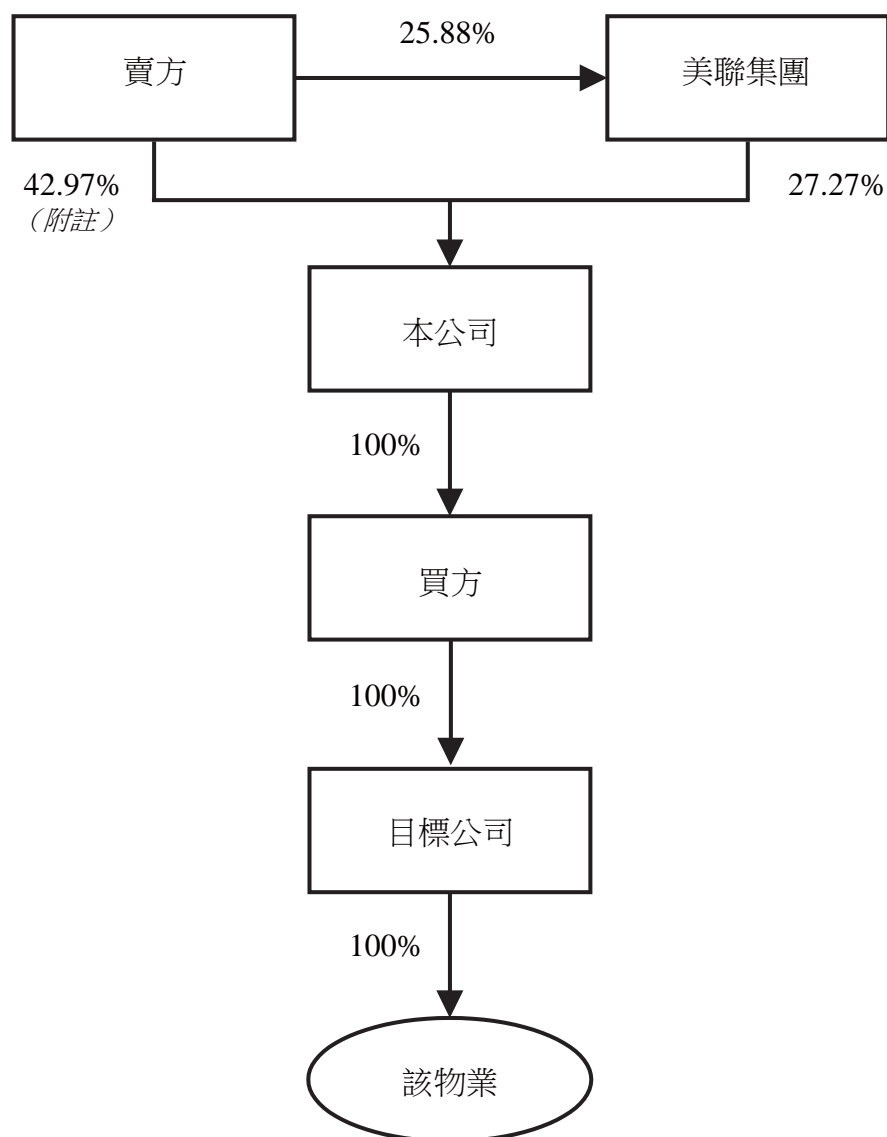 25.88%
賣方
美聯集團
42.97%
（附註）
27.27%
本公司
100%
買方
100%
目標公司
100%
該物業